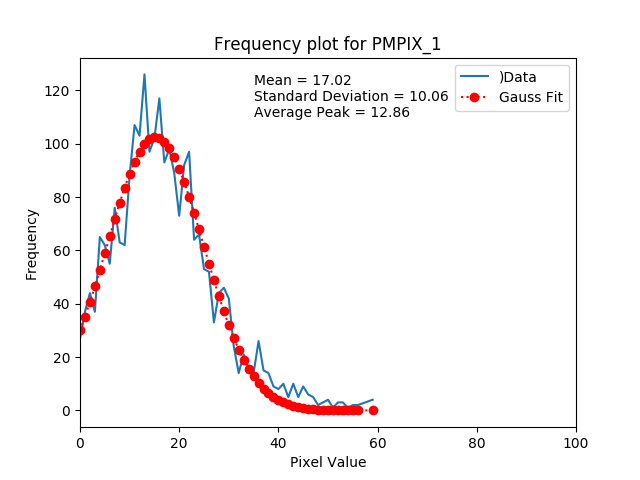 Frequency plot for PMPIX_1
Mean = 17.02
Standard Deviation = 10.06
Average Peak = 12.86
)Data
Gauss Fit
Frequency
120
100
80
60
40
20
0
0 20 40 60 80 100
Pixel Value